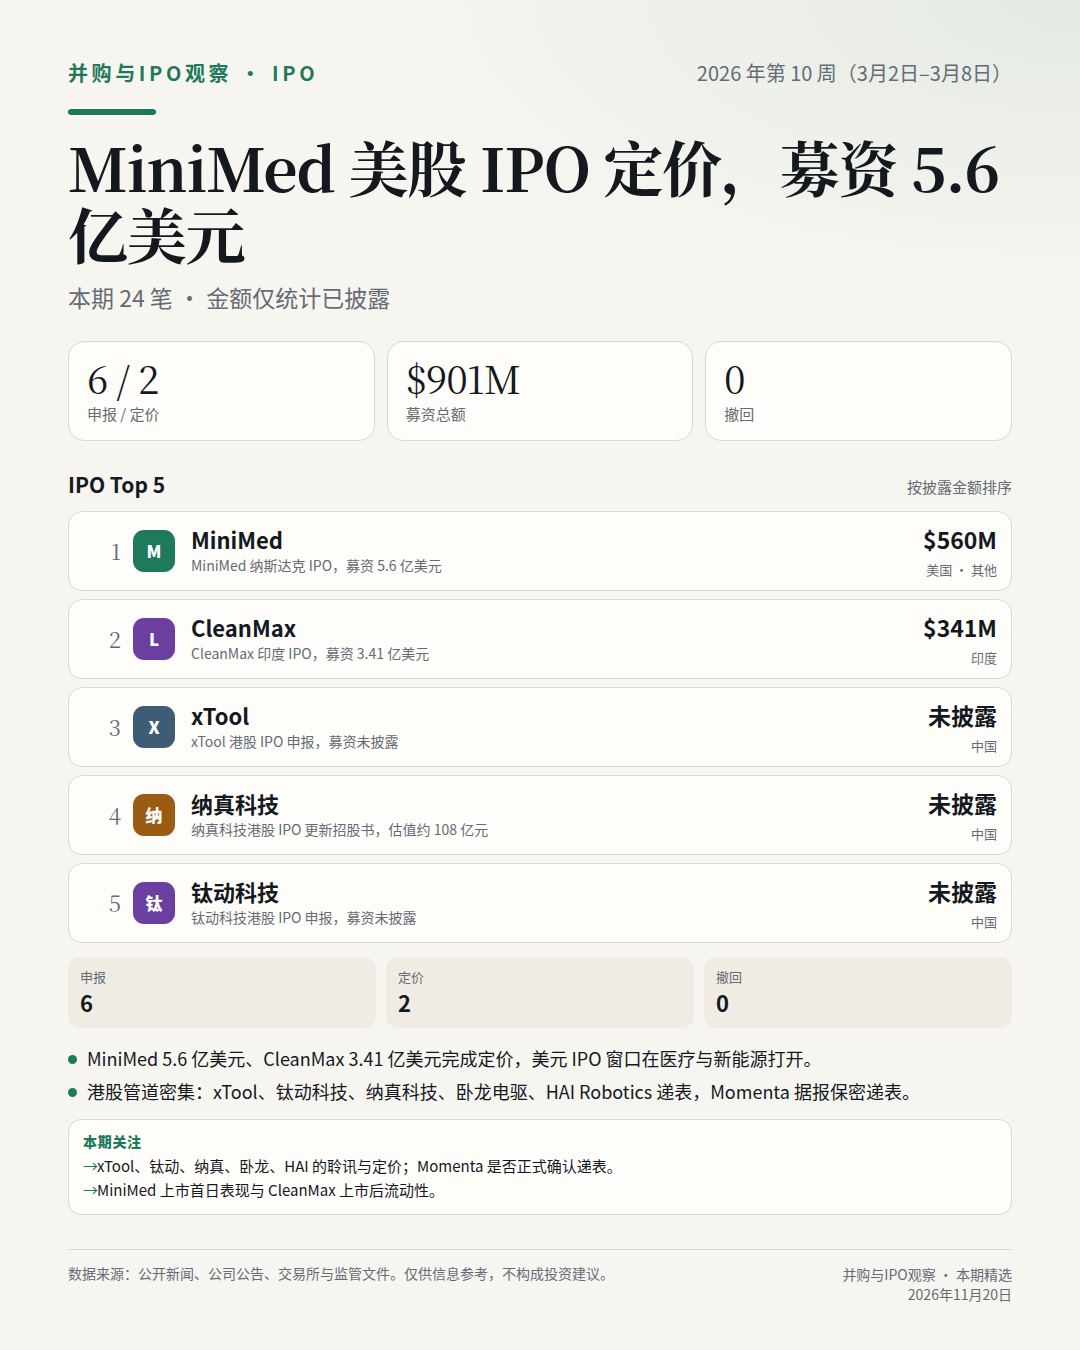 并购与IPO观察 · IPO
2026 年第 10 周（3月2日–3月8日）
MiniMed 美股 IPO 定价，募资 5.6
亿美元
本期 24 笔 · 金额仅统计已披露
6 / 2
申报 / 定价
$901M
募资总额
0
撤回
IPO Top 5
按披露金额排序
1
M
MiniMed
MiniMed 纳斯达克 IPO，募资 5.6 亿美元
$560M
美国 · 其他
2
L
CleanMax
CleanMax 印度 IPO，募资 3.41 亿美元
$341M
印度
3
X
xTool
xTool 港股 IPO 申报，募资未披露
未披露
中国
4
纳
纳真科技
纳真科技港股 IPO 更新招股书，估值约 108 亿元
未披露
中国
5
钛
钛动科技
钛动科技港股 IPO 申报，募资未披露
未披露
中国
申报
6
定价
2
撤回
0
MiniMed 5.6 亿美元、CleanMax 3.41 亿美元完成定价，美元 IPO 窗口在医疗与新能源打开。
港股管道密集：xTool、钛动科技、纳真科技、卧龙电驱、HAI Robotics 递表，Momenta 据报保密递表。
本期关注
→xTool、钛动、纳真、卧龙、HAI 的聆讯与定价；Momenta 是否正式确认递表。
→MiniMed 上市首日表现与 CleanMax 上市后流动性。
数据来源：公开新闻、公司公告、交易所与监管文件。仅供信息参考，不构成投资建议。
并购与IPO观察 · 本期精选
2026年11月20日